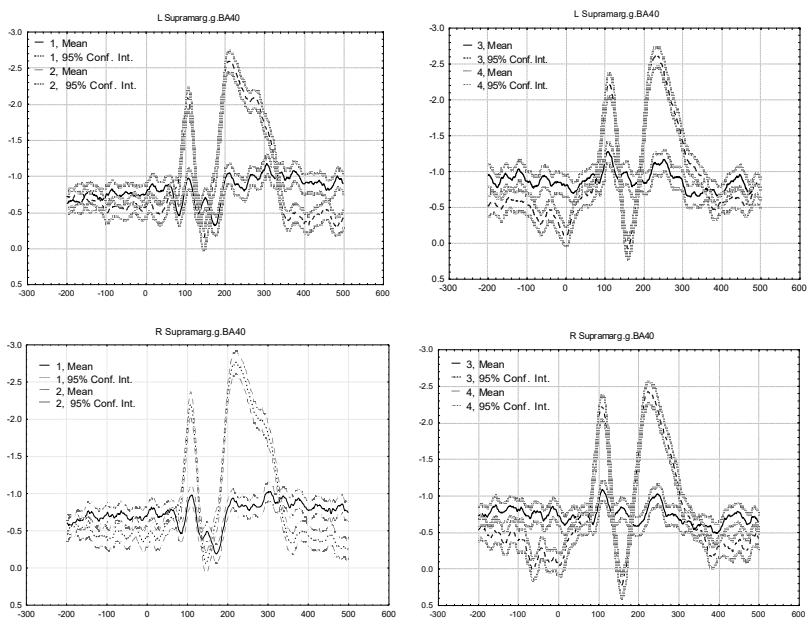 L Supramarg.g.BA40
1, Mean
1, 95% Conf. Int.
2, Mean
2, 95% Conf. Int.
-3.0
-2.5
-2.0
-1.5
-1.0
-0.5
0.0
0.5
-300 -200 -100 0 100 200 300 400 500 600
L Supramarg.g.BA40
3, Mean
3, 95% Conf. Int.
4, Mean
4, 95% Conf. Int.
-3.0
-2.5
-2.0
-1.5
-1.0
-0.5
0.0
0.5
-300 -200 -100 0 100 200 300 400 500 600
R Supramarg.g.BA40
1, Mean
1, 95% Conf. Int.
2, Mean
2, 95% Conf. Int.
-3.0
-2.5
-2.0
-1.5
-1.0
-0.5
0.0
0.5
-300 -200 -100 0 100 200 300 400 500 600
R Supramarg.g.BA40
3, Mean
3, 95% Conf. Int.
4, Mean
4, 95% Conf. Int.
-3.0
-2.5
-2.0
-1.5
-1.0
-0.5
0.0
0.5
-300 -200 -100 0 100 200 300 400 500 600